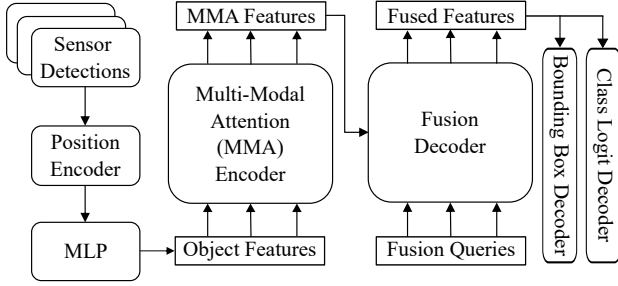 Sensor
Detections
Position
Encoder
MLP
MMA Features
Multi-Modal
Attention
(MMA)
Encoder
Object Features
Fused Features
Fusion
Decoder
Fusion Queries
Bounding Box Decoder
Class Logit Decoder